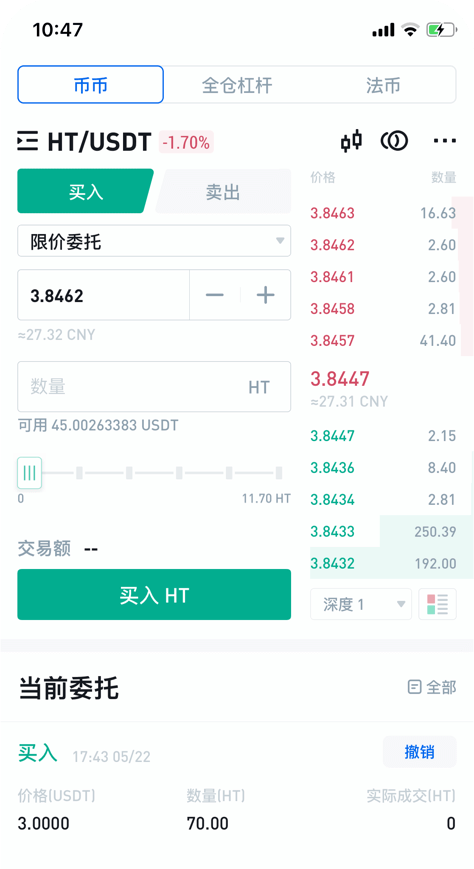 10:47
币币 全仓杠杆 法币
HT/USDT -1.70%
买入 卖出
价格 数量
限价委托
3.8463 16.63
3.8462 2.60
3.8461 2.60
3.8458 2.81
3.8457 41.40
3.8462
≈27.32 CNY
数量 HT
可用 45.00263383 USDT
0 11.70 HT
交易额 --
买入 HT
3.8447
≈27.31 CNY
3.8447 2.15
3.8436 8.40
3.8434 2.81
3.8433 250.39
3.8432 192.00
深度 1
当前委托 全部
买入 17:43 05/22 撤销
价格(USDT) 数量(HT) 实际成交(HT)
3.0000 70.00 0